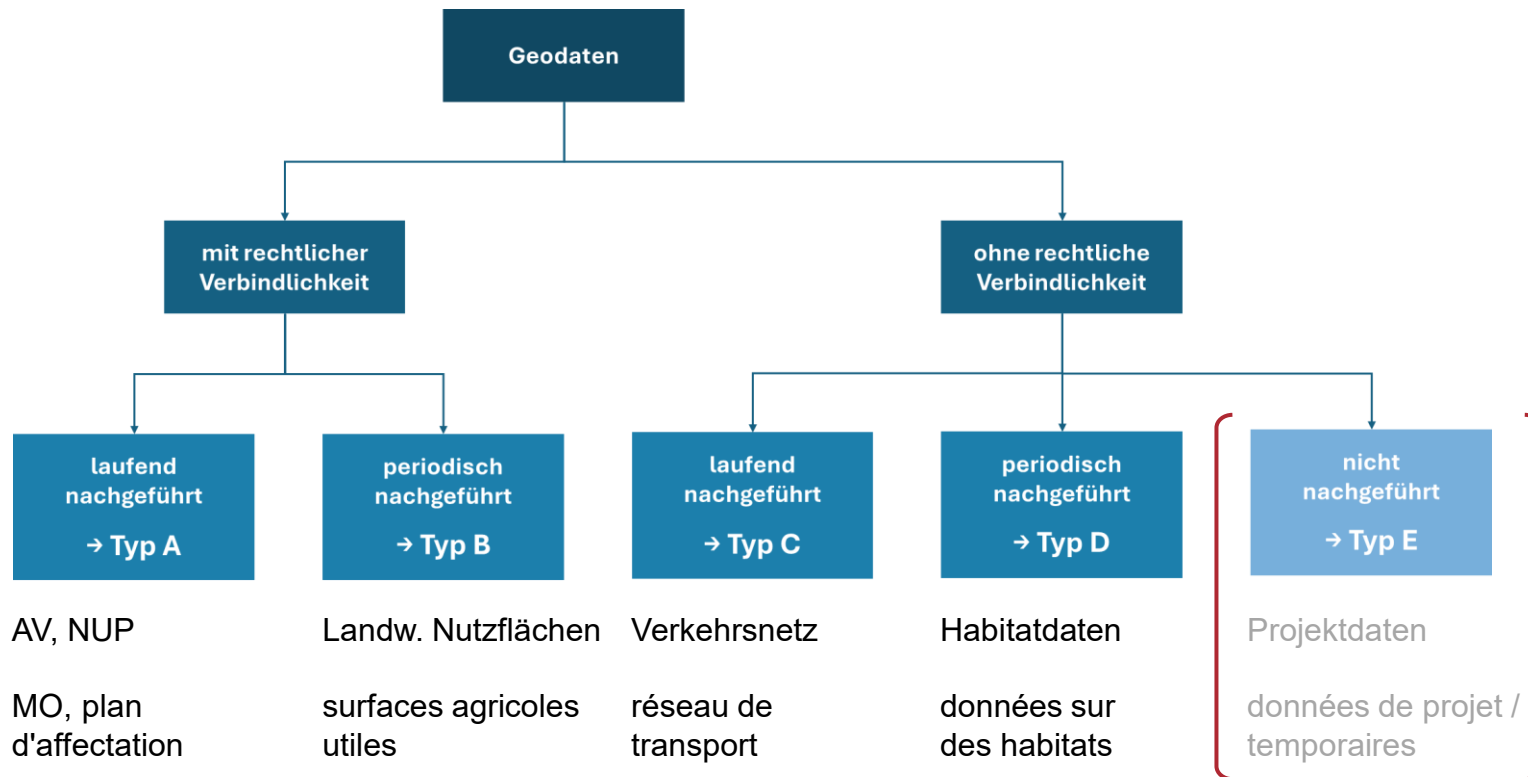 Geodaten
mit rechtlicher
Verbindlichkeit
ohne rechtliche
Verbindlichkeit
laufend
nachgeführt
→ Typ A
periodisch
nachgeführt
→ Typ B
laufend
nachgeführt
→ Typ C
periodisch
nachgeführt
→ Typ D
nicht
nachgeführt
→ Typ E
AV, NUP
Landw. Nutzflächen
Verkehrsnetz
Habitatdaten
Projektdaten
MO, plan
d'affectation
surfaces agricoles
utiles
réseau de
transport
données sur
des habitats
données de projet /
temporaires